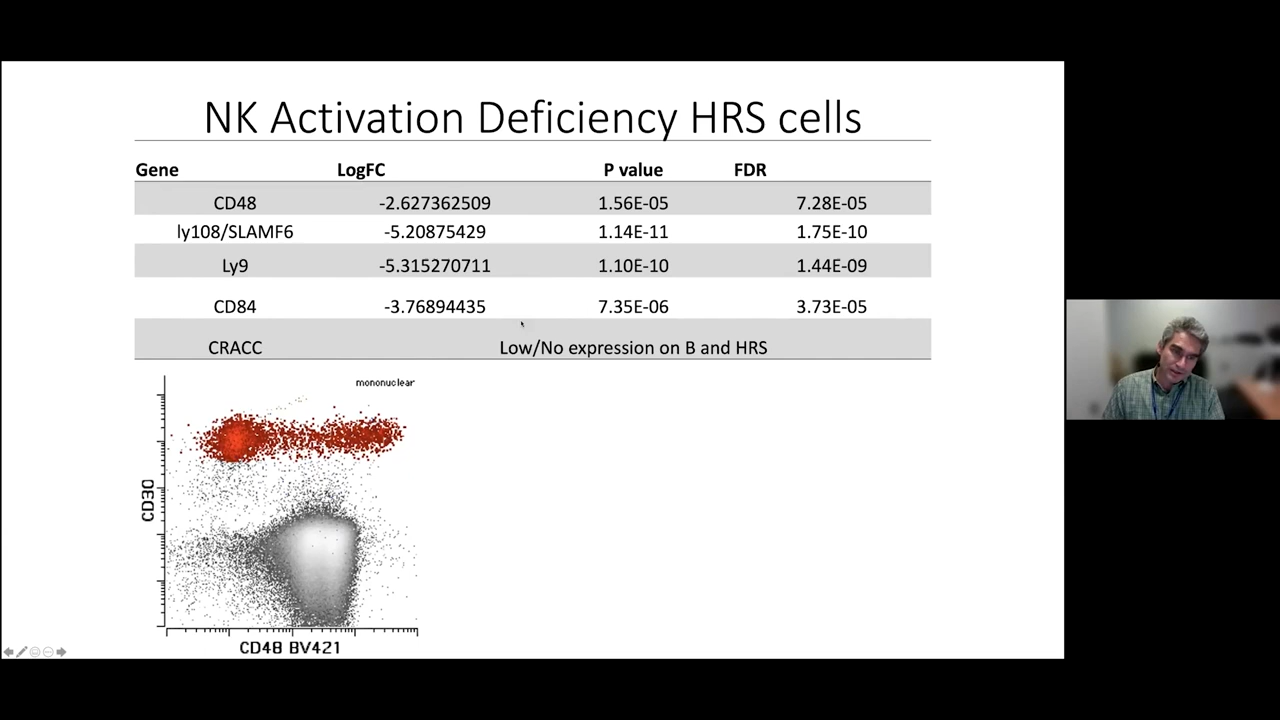 NK Activation Deficiency HRS cells
Gene LogFC P value FDR
CD48 -2.627362509 1.56E-05 7.28E-05
ly108/SLAMF6 -5.20875429 1.14E-11 1.75E-10
Ly9 -5.315270711 1.10E-10 1.44E-09
CD84 -3.76894435 7.35E-06 3.73E-05
CRACC Low/No expression on B and HRS
mononuclear
CD30
CD48 BV421